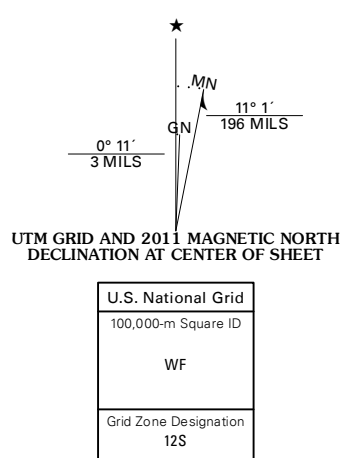 ★
MN
11° 1´
196 MILS
GN
0° 11´
3 MILS
UTM GRID AND 2011 MAGNETIC NORTH
DECLINATION AT CENTER OF SHEET
U.S. National Grid
100,000-m Square ID
WF
Grid Zone Designation
12S